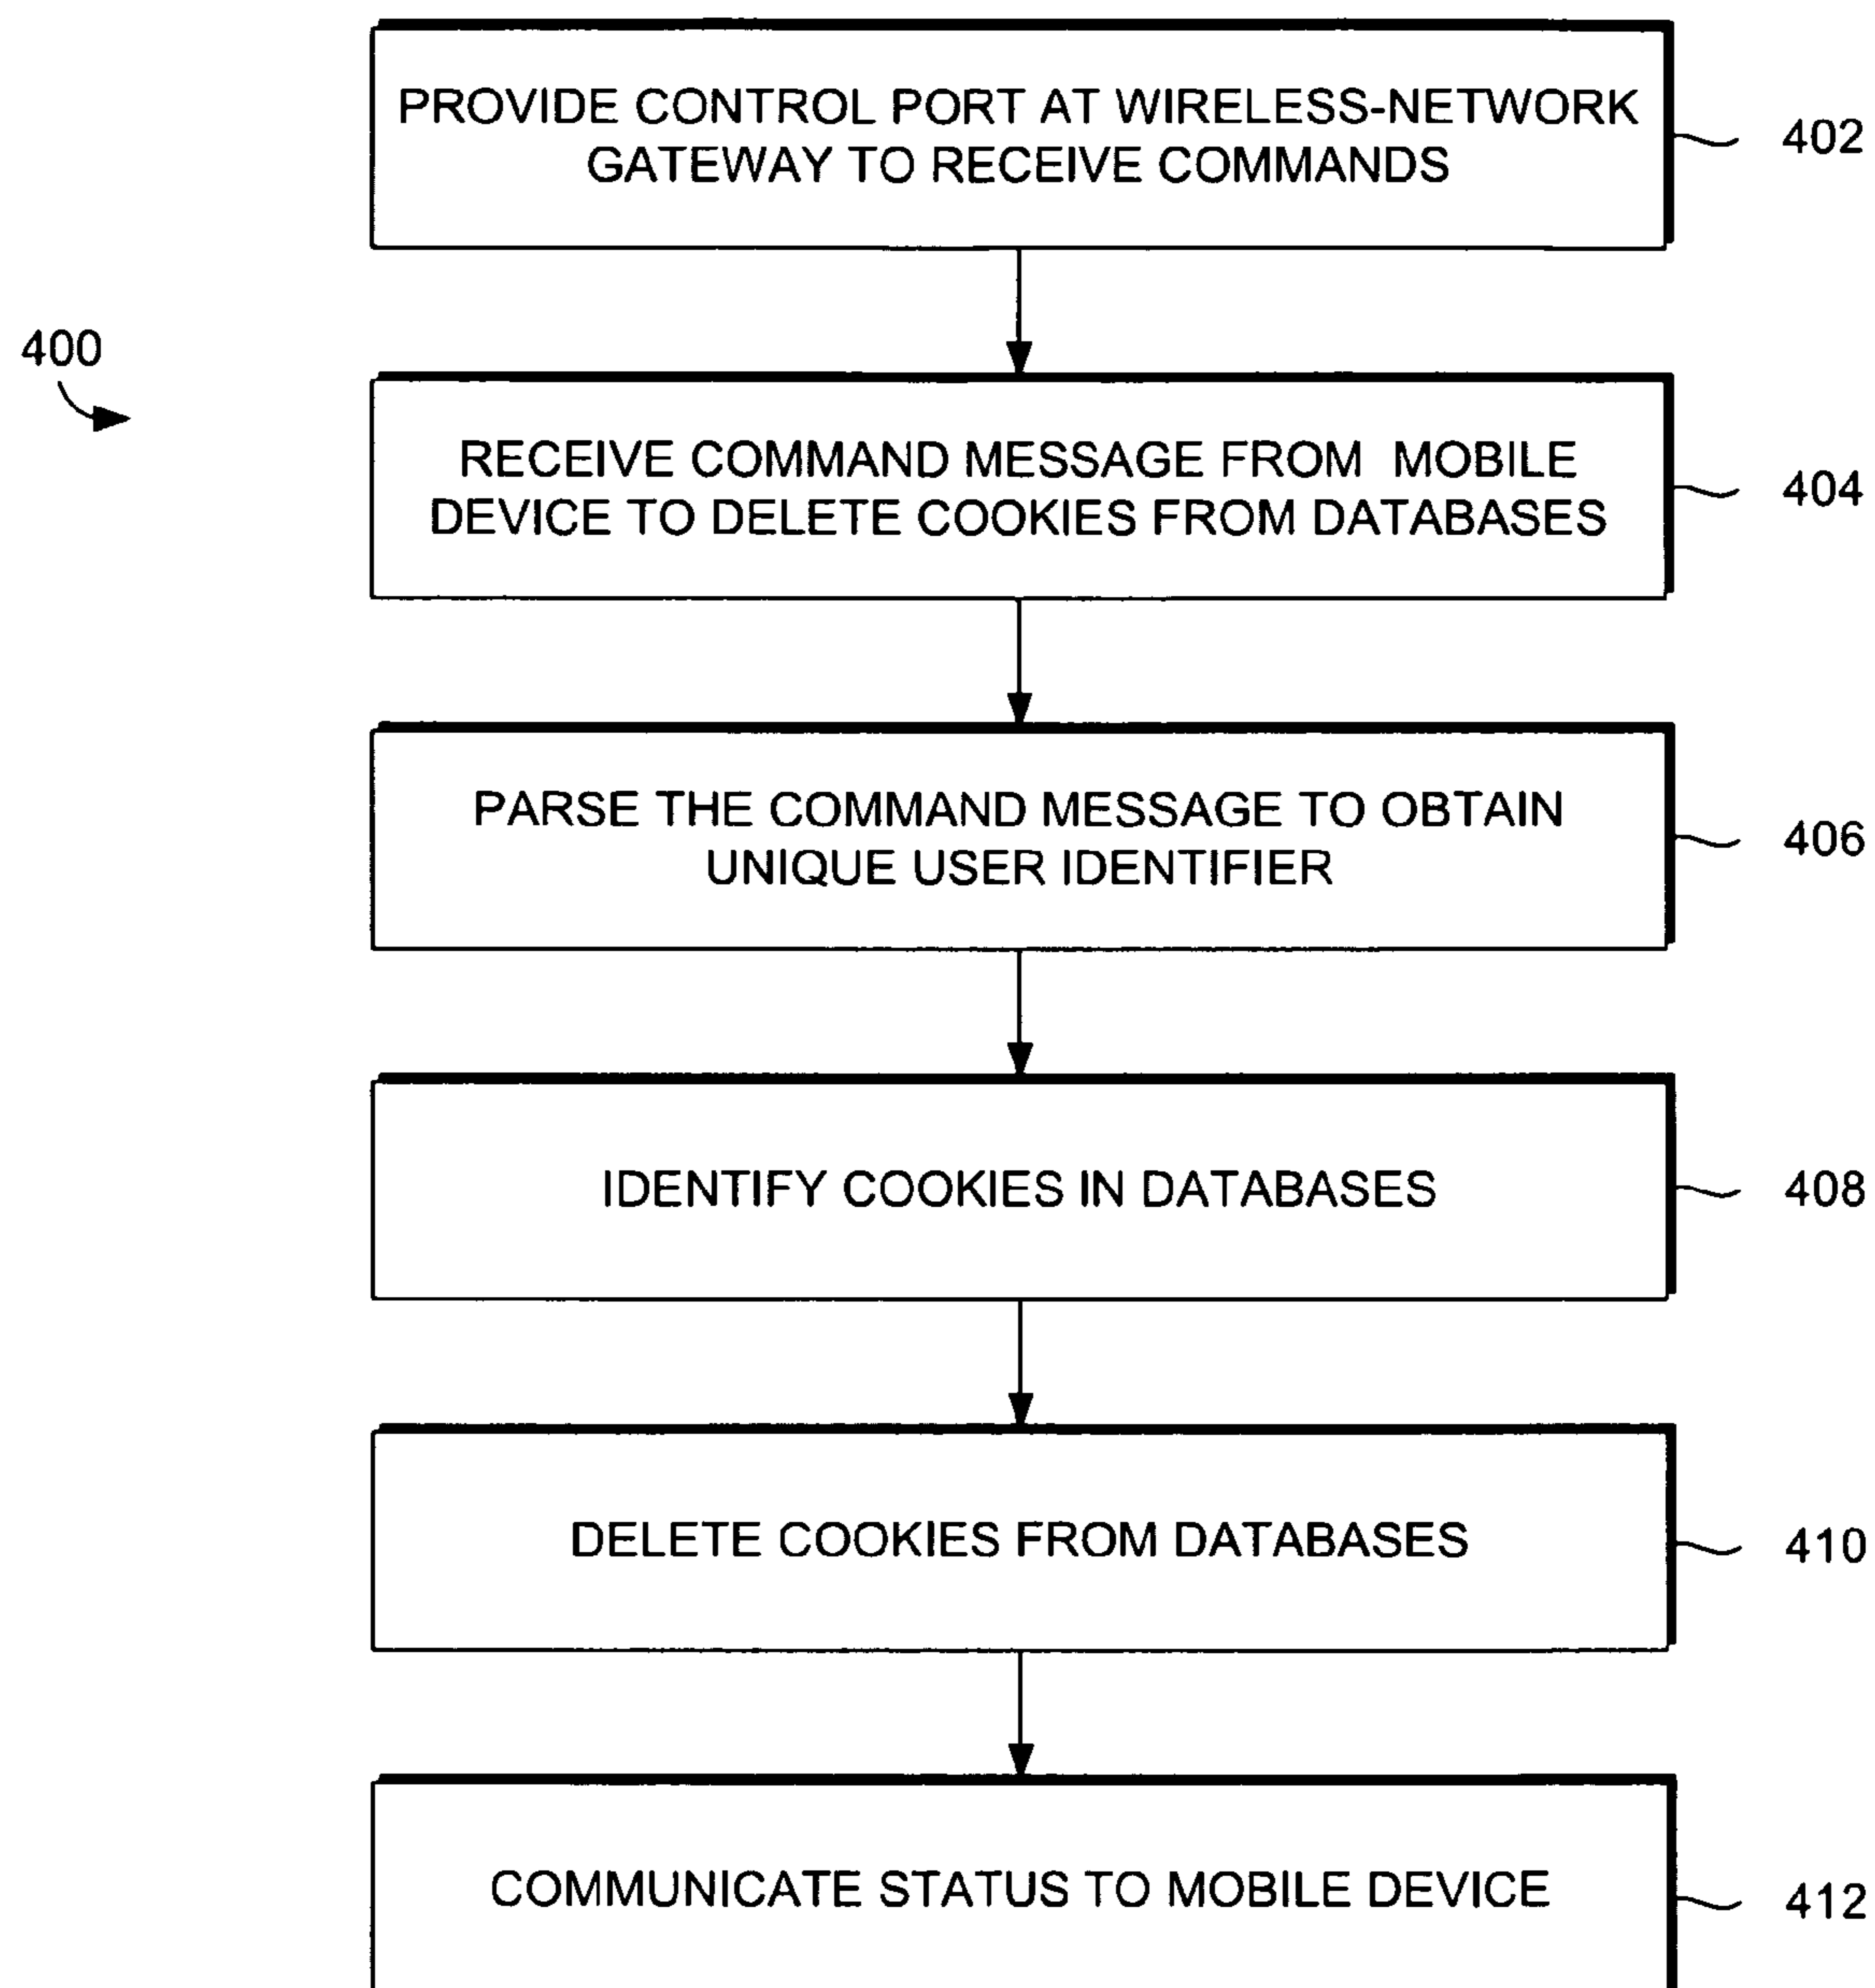 PROVIDE CONTROL PORT AT WIRELESS-NETWORK
GATEWAY TO RECEIVE COMMANDS
402
400
RECEIVE COMMAND MESSAGE FROM MOBILE
DEVICE TO DELETE COOKIES FROM DATABASES
404
PARSE THE COMMAND MESSAGE TO OBTAIN
UNIQUE USER IDENTIFIER
406
IDENTIFY COOKIES IN DATABASES
408
DELETE COOKIES FROM DATABASES
410
COMMUNICATE STATUS TO MOBILE DEVICE
412